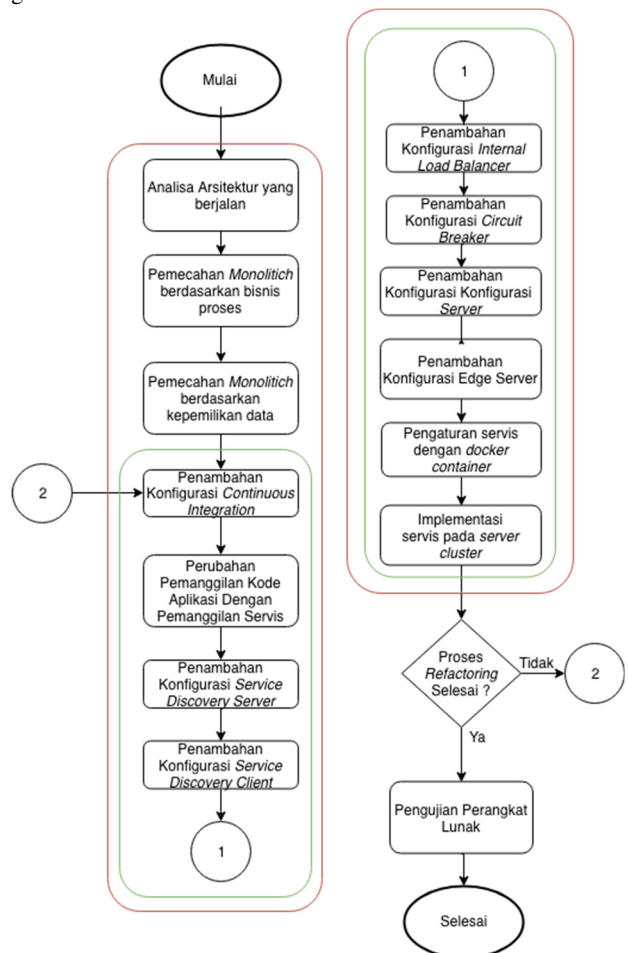 Mulai
Analisa Arsitektur yang
berjalan
Pemecahan Monolitich
berdasarkan bisnis
proses
Pemecahan Monolitich
berdasarkan
kepemilikan data
2
Penambahan
Konfigurasi Continuous
Integration
Perubahan
Pemanggilan Kode
Aplikasi Dengan
Pemanggilan Servis
Penambahan
Konfigurasi Service
Discovery Server
Penambahan
Konfigurasi Service
Discovery Client
1
1
Penambahan
Konfigurasi Internal
Load Balancer
Penambahan
Konfigurasi Circuit
Breaker
Penambahan
Konfigurasi Konfigurasi
Server
Penambahan
Konfigurasi Edge Server
Pengaturan servis
dengan docker
container
Implementasi
servis pada server
cluster
Proses
Refactoring
Selesai ?
Tidak
2
Ya
Pengujian Perangkat
Lunak
Selesai